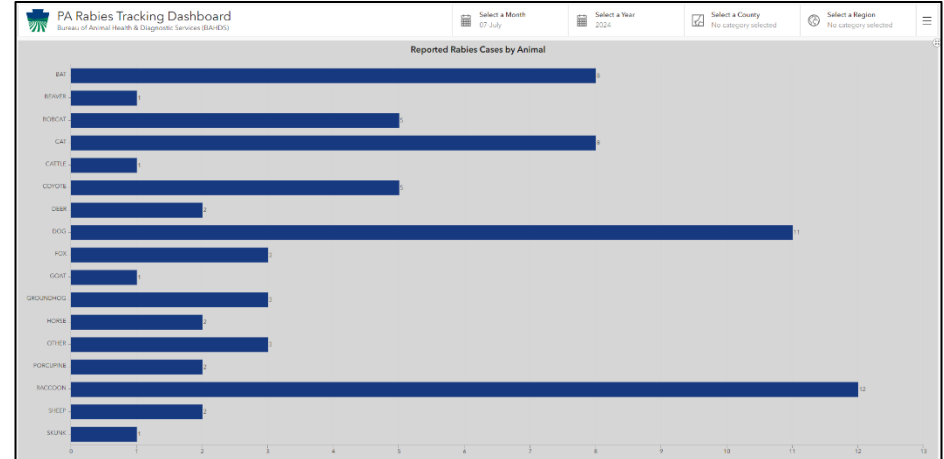 PA Rabies Tracking Dashboard
Bureau of Animal Health & Diagnostic Services (BAHDS)
Select a Month
07 July
Select a Year
2024
Select a County
No category selected
Select a Region
No category selected
Reported Rabies Cases by Animal
BAT 8
BEAVER 1
BOBCAT 5
CAT 8
CATTLE 1
COYOTE 5
DEER 2
DOG 11
FOX 3
GOAT 1
GROUNDHOG 3
HORSE 2
OTHER 3
PORCUPINE 2
RACCOON 12
SHEEP 2
SKUNK 1
0 1 2 3 4 5 6 7 8 9 10 11 12 13